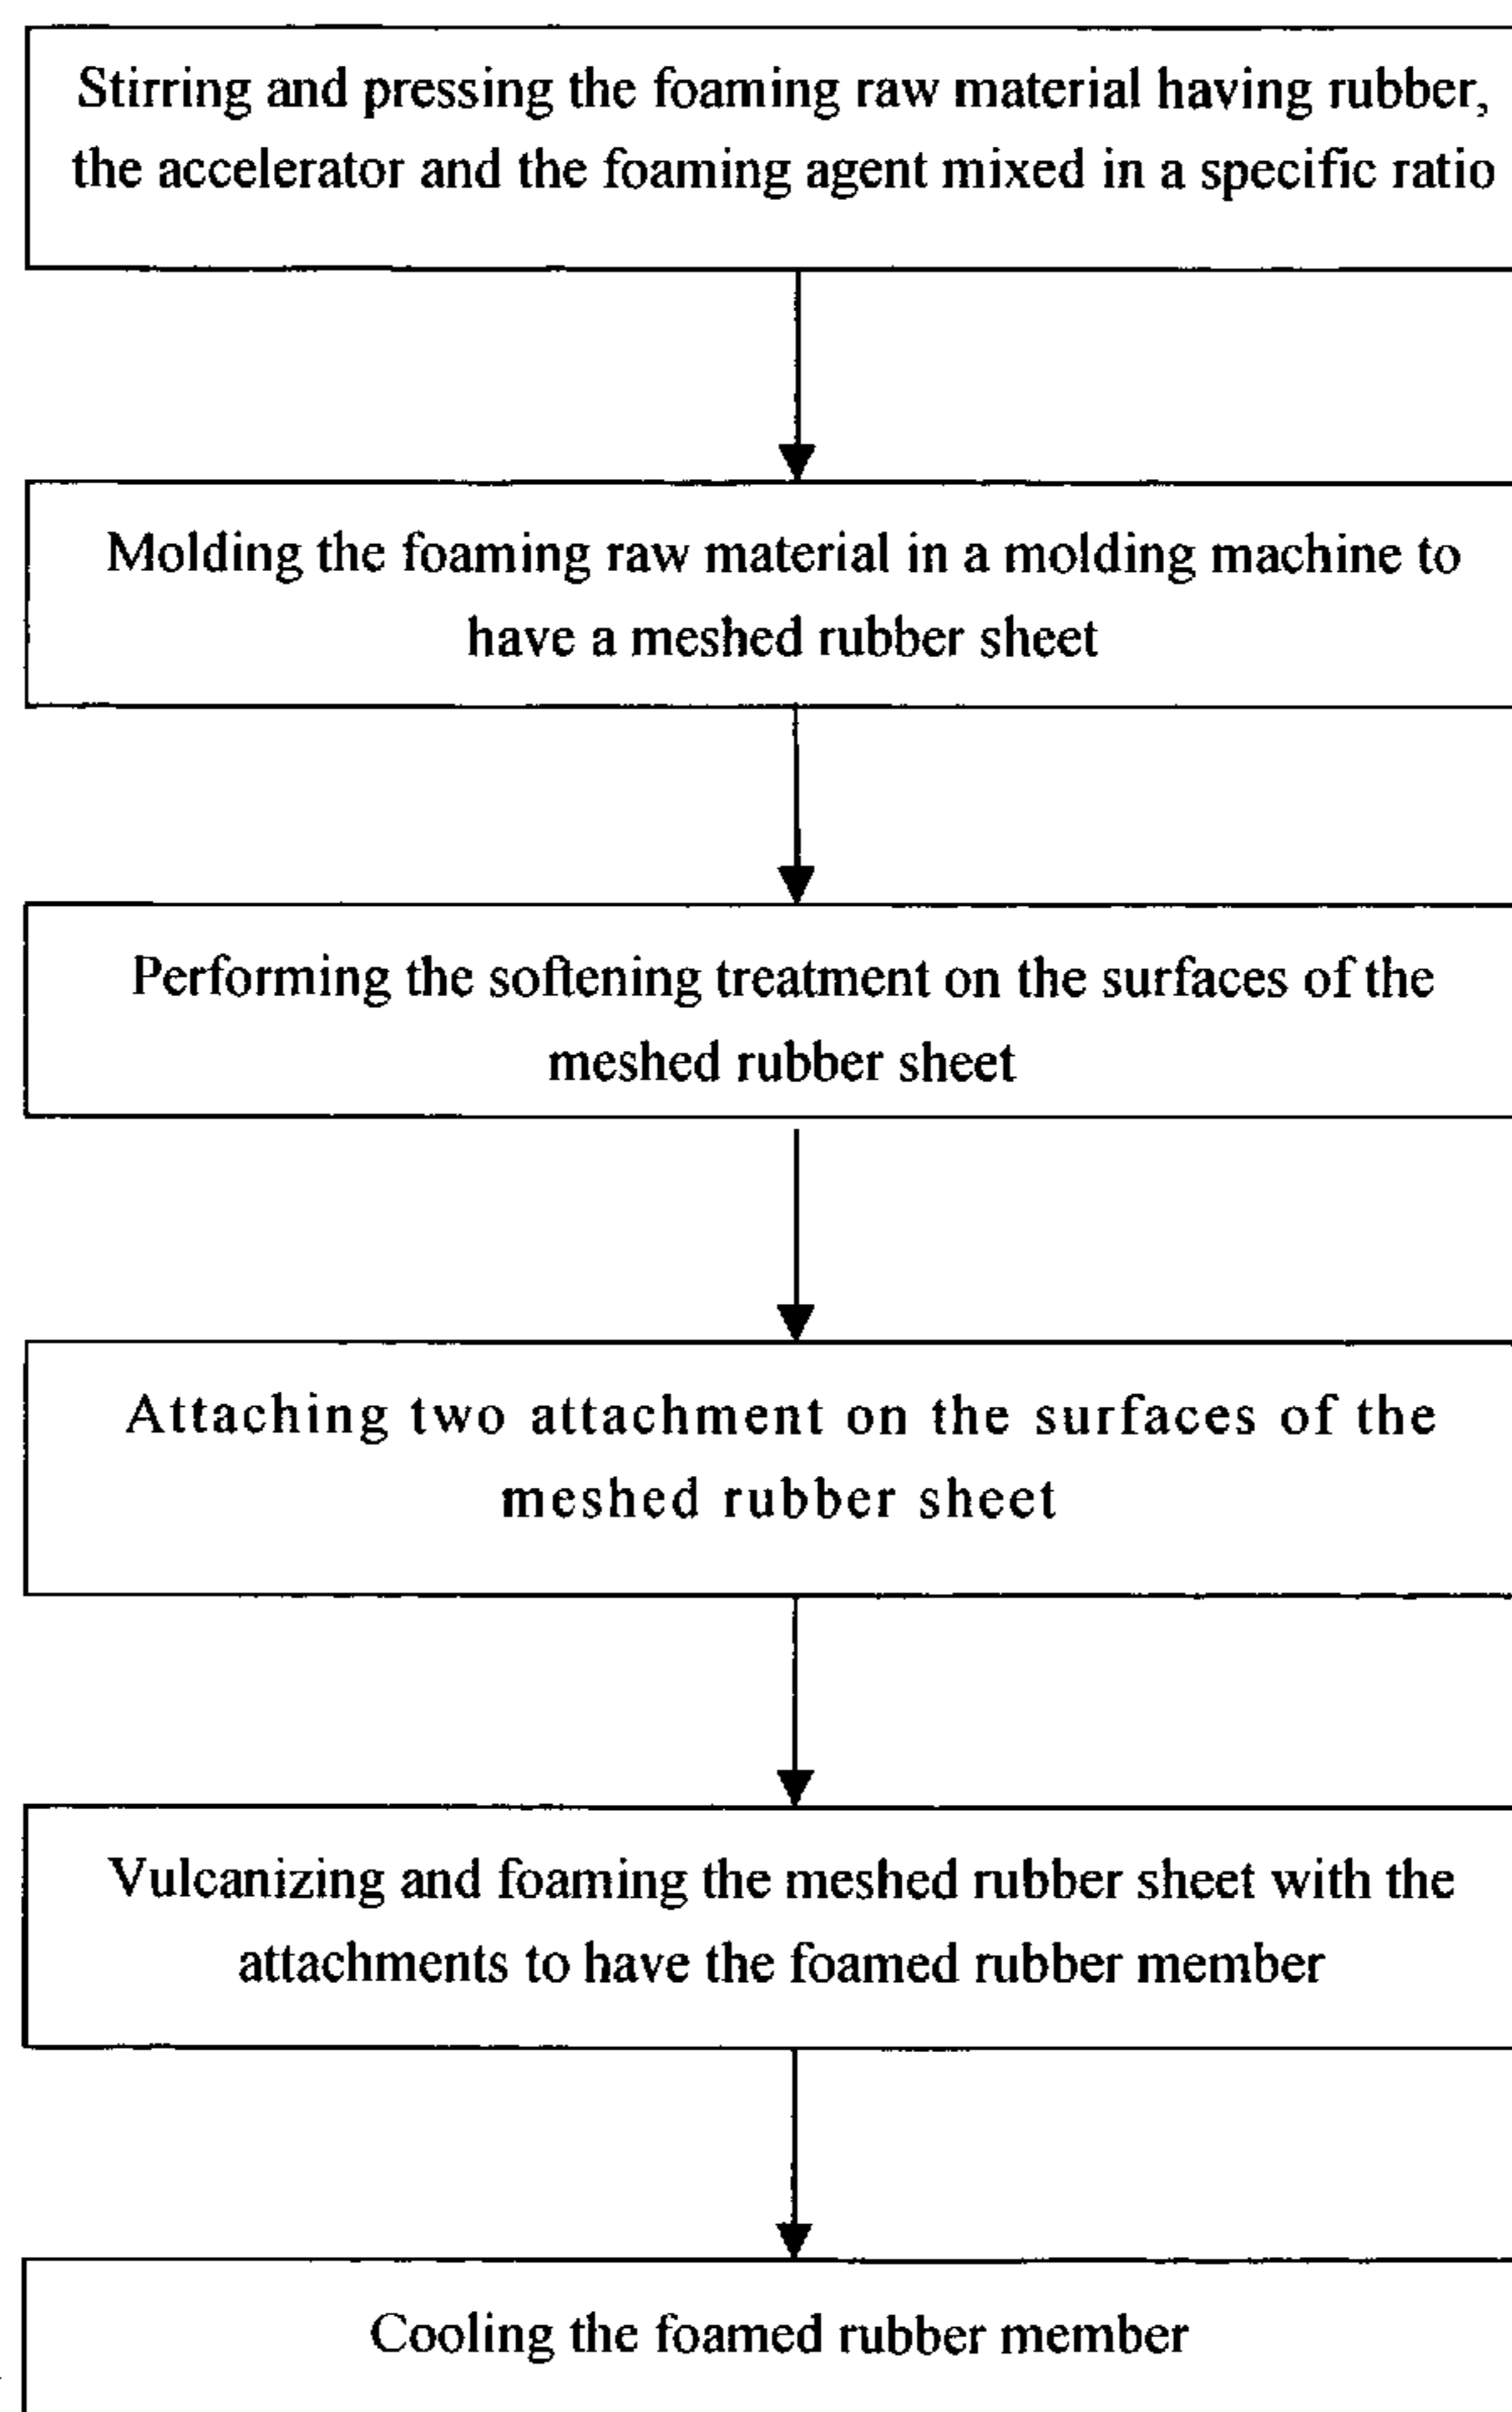 Stirring and pressing the foaming raw material having rubber,
the accelerator and the foaming agent mixed in a specific ratio
Molding the foaming raw material in a molding machine to
have a meshed rubber sheet
Performing the softening treatment on the surfaces of the
meshed rubber sheet
Attaching two attachment on the surfaces of the
meshed rubber sheet
Vulcanizing and foaming the meshed rubber sheet with the
attachments to have the foamed rubber member
Cooling the foamed rubber member